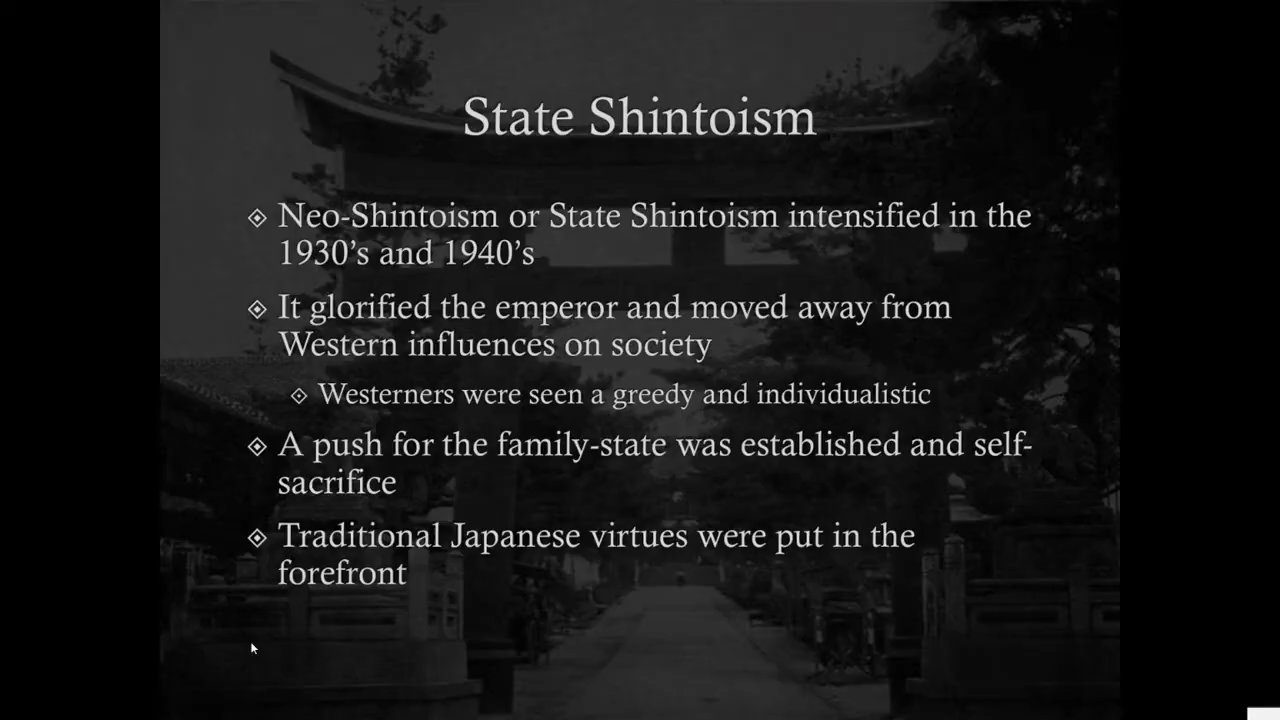 State Shintoism
Neo-Shintoism or State Shintoism intensified in the
1930's and 1940's
It glorified the emperor and moved away from
Western influences on society
Westerners were seen a greedy and individualistic
A push for the family-state was established and self-
sacrifice
Traditional Japanese virtues were put in the
forefront